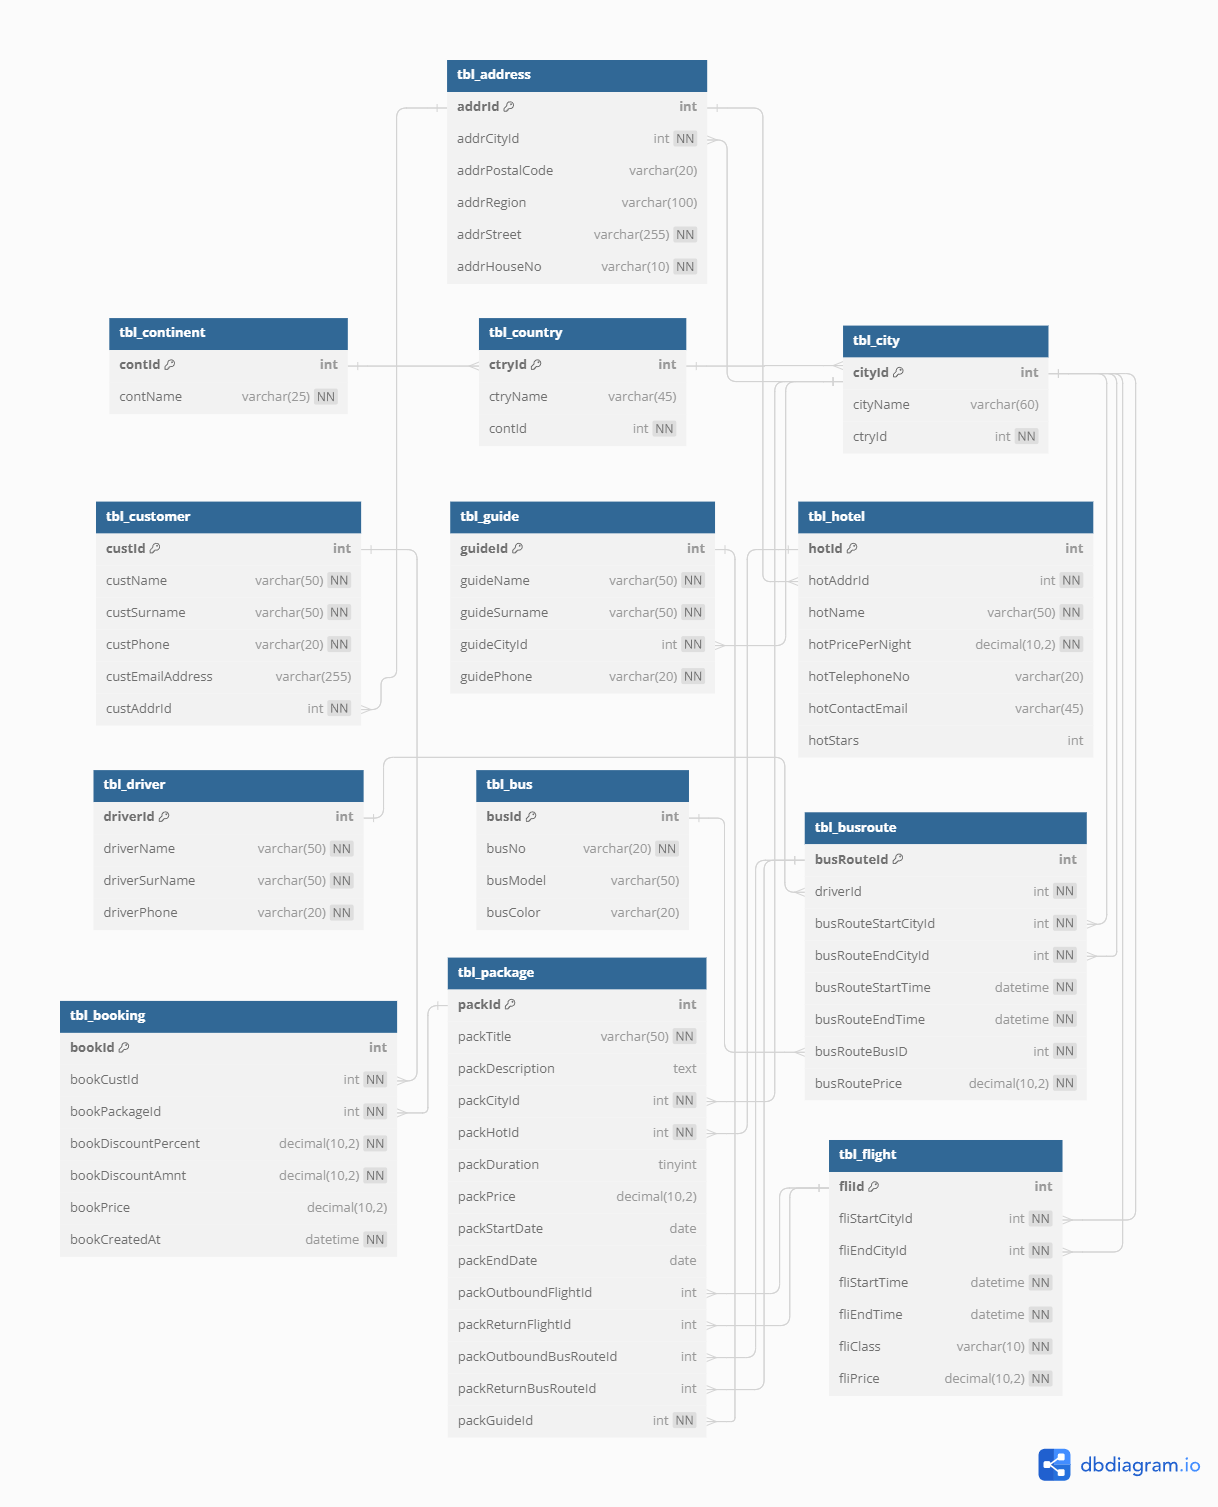 tbl_address
addrId int
addrCityId int NN
addrPostalCode varchar(20)
addrRegion varchar(100)
addrStreet varchar(255) NN
addrHouseNo varchar(10) NN
tbl_continent
contId int
contName varchar(25) NN
tbl_country
ctryId int
ctryName varchar(45)
contId int NN
tbl_city
cityId int
cityName varchar(60)
ctryId int NN
tbl_customer
custId int
custName varchar(50) NN
custSurname varchar(50) NN
custPhone varchar(20) NN
custEmailAddress varchar(255)
custAddrId int NN
tbl_guide
guideId int
guideName varchar(50) NN
guideSurname varchar(50) NN
guideCityId int NN
guidePhone varchar(20) NN
tbl_hotel
hotId int
hotAddrId int NN
hotName varchar(50) NN
hotPricePerNight decimal(10,2) NN
hotTelephoneNo varchar(20)
hotContactEmail varchar(45)
hotStars int
tbl_driver
driverId int
driverName varchar(50) NN
driverSurName varchar(50) NN
driverPhone varchar(20) NN
tbl_bus
busId int
busNo varchar(20) NN
busModel varchar(50)
busColor varchar(20)
tbl_busroute
busRouteId int
driverId int NN
busRouteStartCityId int NN
busRouteEndCityId int NN
busRouteStartTime datetime NN
busRouteEndTime datetime NN
busRouteBusID int NN
busRoutePrice decimal(10,2) NN
tbl_booking
bookId int
bookCustId int NN
bookPackageId int NN
bookDiscountPercent decimal(10,2) NN
bookDiscountAmnt decimal(10,2) NN
bookPrice decimal(10,2)
bookCreatedAt datetime NN
tbl_package
packId int
packTitle varchar(50) NN
packDescription text
packCityId int NN
packHotId int NN
packDuration tinyint
packPrice decimal(10,2)
packStartDate date
packEndDate date
packOutboundFlightId int
packReturnFlightId int
packOutboundBusRouteId int
packReturnBusRouteId int
packGuideId int NN
tbl_flight
fliId int
fliStartCityId int NN
fliEndCityId int NN
fliStartTime datetime NN
fliEndTime datetime NN
fliClass varchar(10) NN
fliPrice decimal(10,2) NN
dbdiagram.io